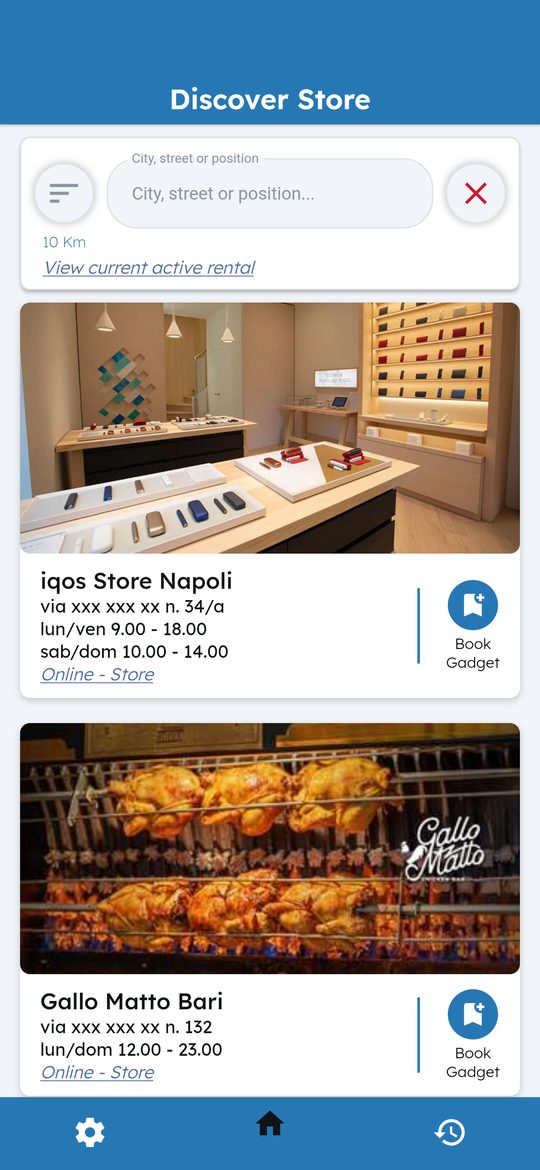 Discover Store
City, street or position
City, street or position...
10 Km
View current active rental
iqos Store Napoli
via xxx xxx xx n. 34/a
lun/ven 9.00 - 18.00
sab/dom 10.00 - 14.00
Online - Store
Book
Gadget
Gallo
Matto
Gallo Matto Bari
via xxx xxx xx n. 132
lun/dom 12.00 - 23.00
Online - Store
Book
Gadget